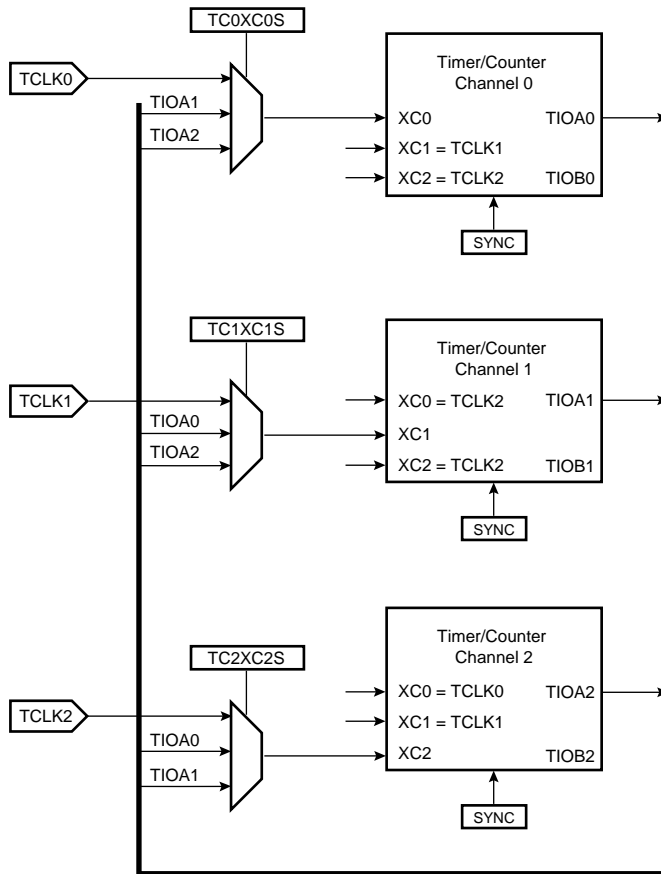 TC0XC0S
TCLK0
TIOA1
TIOA2
Timer/Counter
Channel 0
XC0
TIOA0
XC1 = TCLK1
XC2 = TCLK2
TIOB0
SYNC
TC1XC1S
TCLK1
TIOA0
TIOA2
Timer/Counter
Channel 1
XC0 = TCLK2
TIOA1
XC1
XC2 = TCLK2
TIOB1
SYNC
TC2XC2S
TCLK2
TIOA0
TIOA1
Timer/Counter
Channel 2
XC0 = TCLK0
TIOA2
XC1 = TCLK1
XC2
TIOB2
SYNC